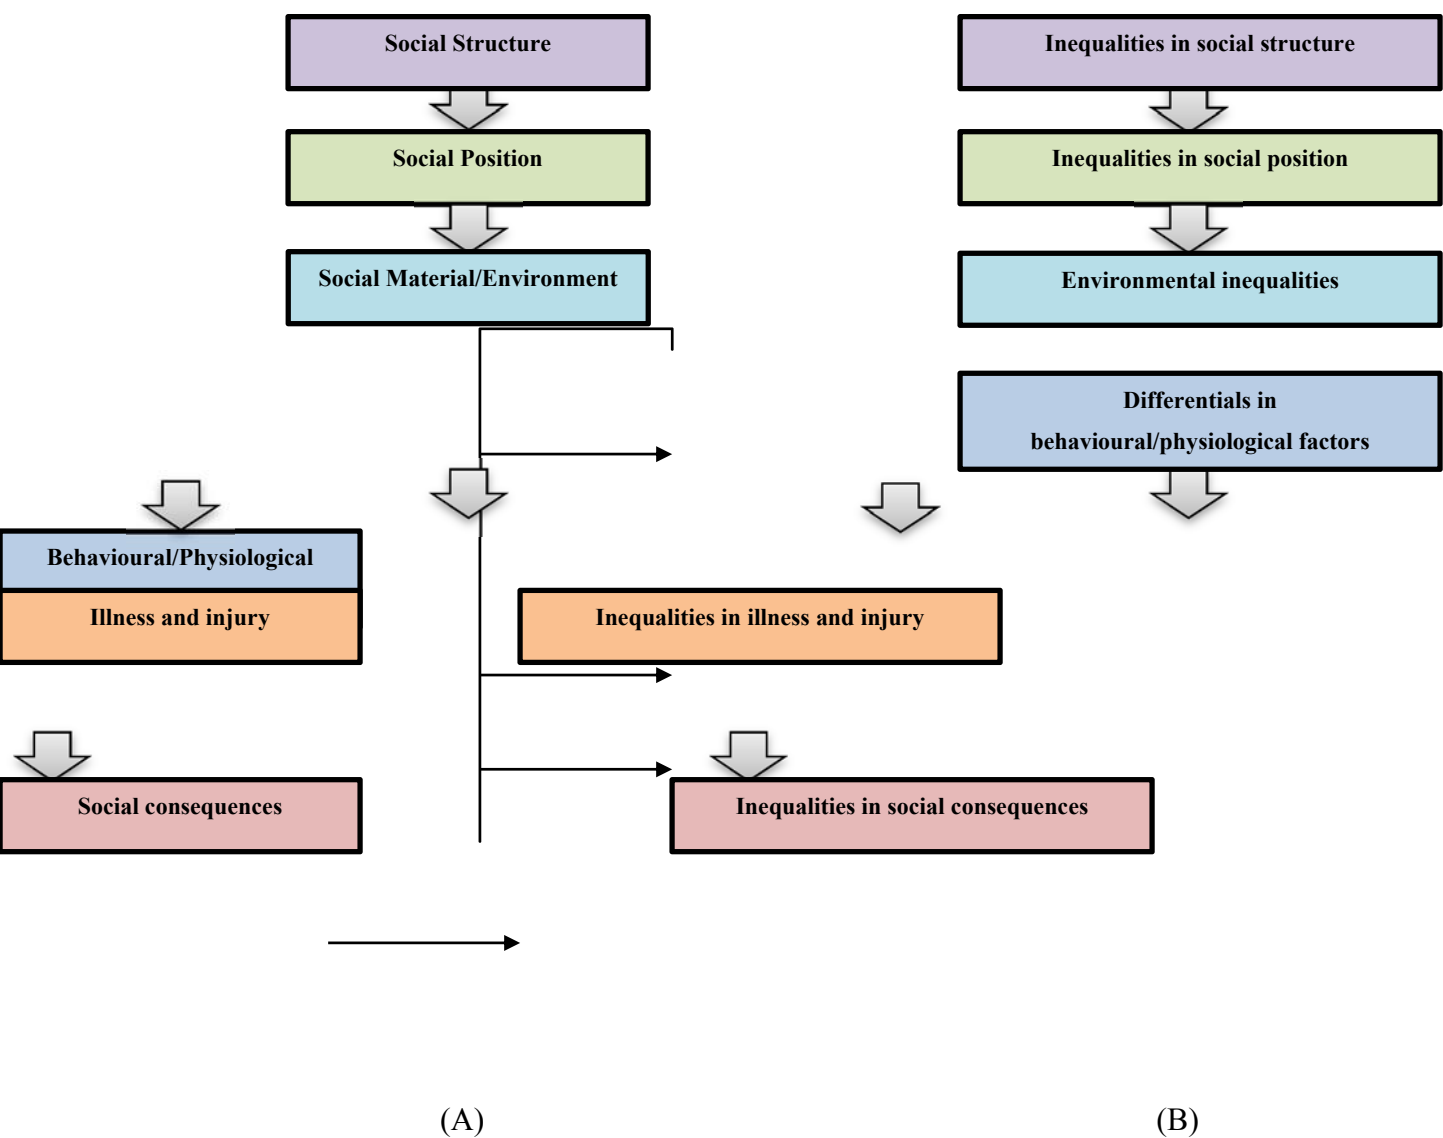 Social Structure
Inequalities in social structure
Social Position
Inequalities in social position
Social Material/Environment
Environmental inequalities
Differentials in
behavioural/physiological factors
Behavioural/Physiological
Illness and injury
Inequalities in illness and injury
Social consequences
Inequalities in social consequences
(A)
(B)